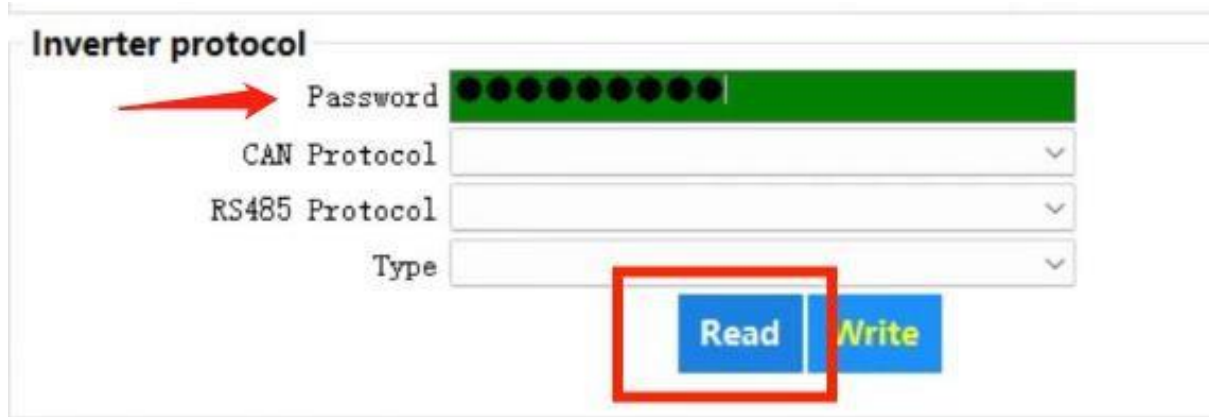 Inverter protocol
Password ●●●●●●●●●
CAN Protocol
RS485 Protocol
Type
Read Write